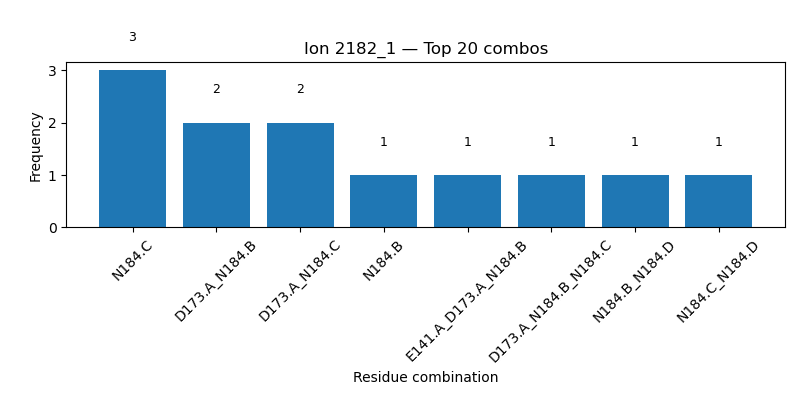 Ion 2182_1 — Top 20 combos
Frequency
3
2
1
0
3
2
2
1
1
1
1
1
N184.C
D173.A_N184.B
D173.A_N184.C
N184.B
E141.A_D173.A_N184.B
D173.A_N184.B_N184.C
N184.B_N184.D
N184.C_N184.D
Residue combination